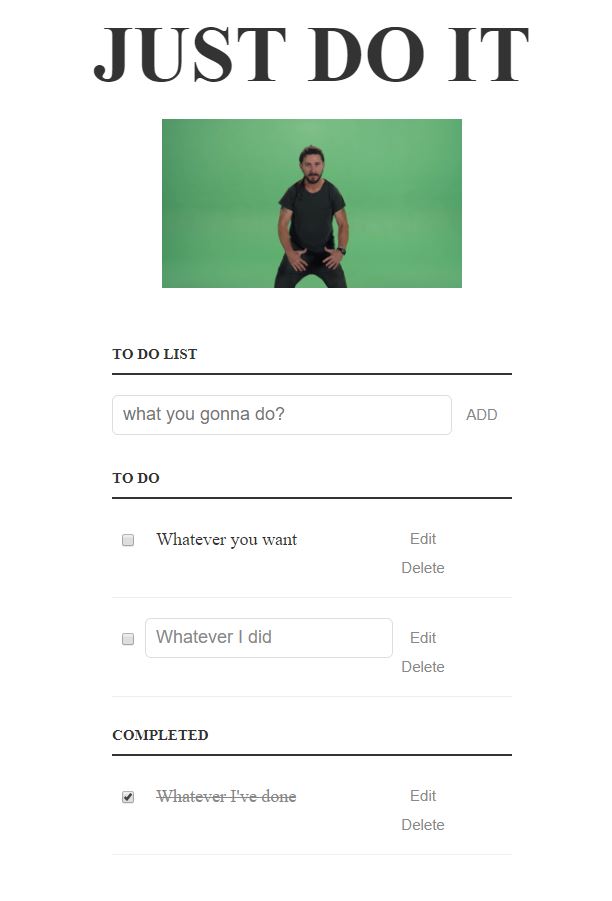 JUST DO IT
TO DO LIST
what you gonna do?
ADD
TO DO
Whatever you want
Edit
Delete
Whatever I did
Edit
Delete
COMPLETED
Whatever I've done
Edit
Delete